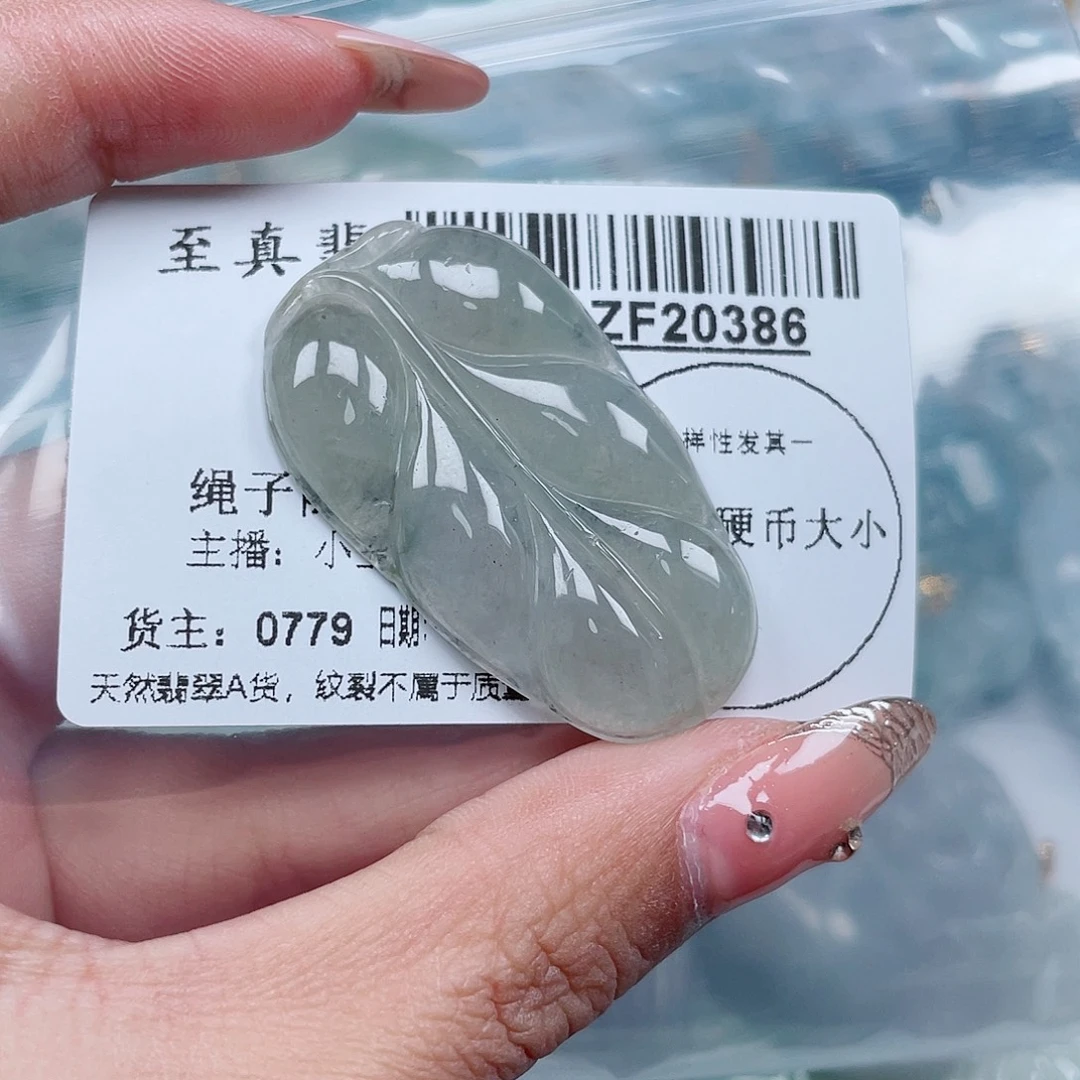 至真
ZF20386
样性发其一
绳子
硬币大小
主播：小
货主：0779 日期:
天然翡翠A货，纹裂不属于质